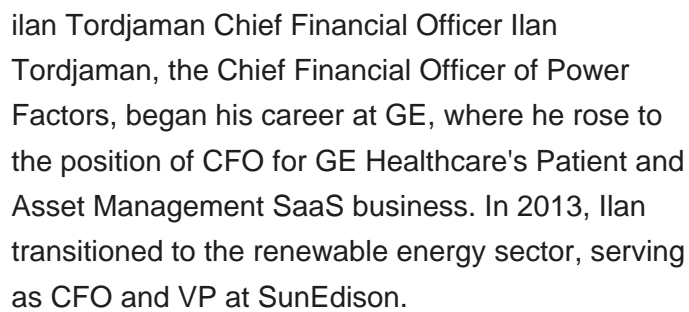 ilan Tordjaman Chief Financial Officer Ilan
Tordjaman, the Chief Financial Officer of Power
Factors, began his career at GE, where he rose to
the position of CFO for GE Healthcare's Patient and
Asset Management SaaS business. In 2013, Ilan
transitioned to the renewable energy sector, serving
as CFO and VP at SunEdison.